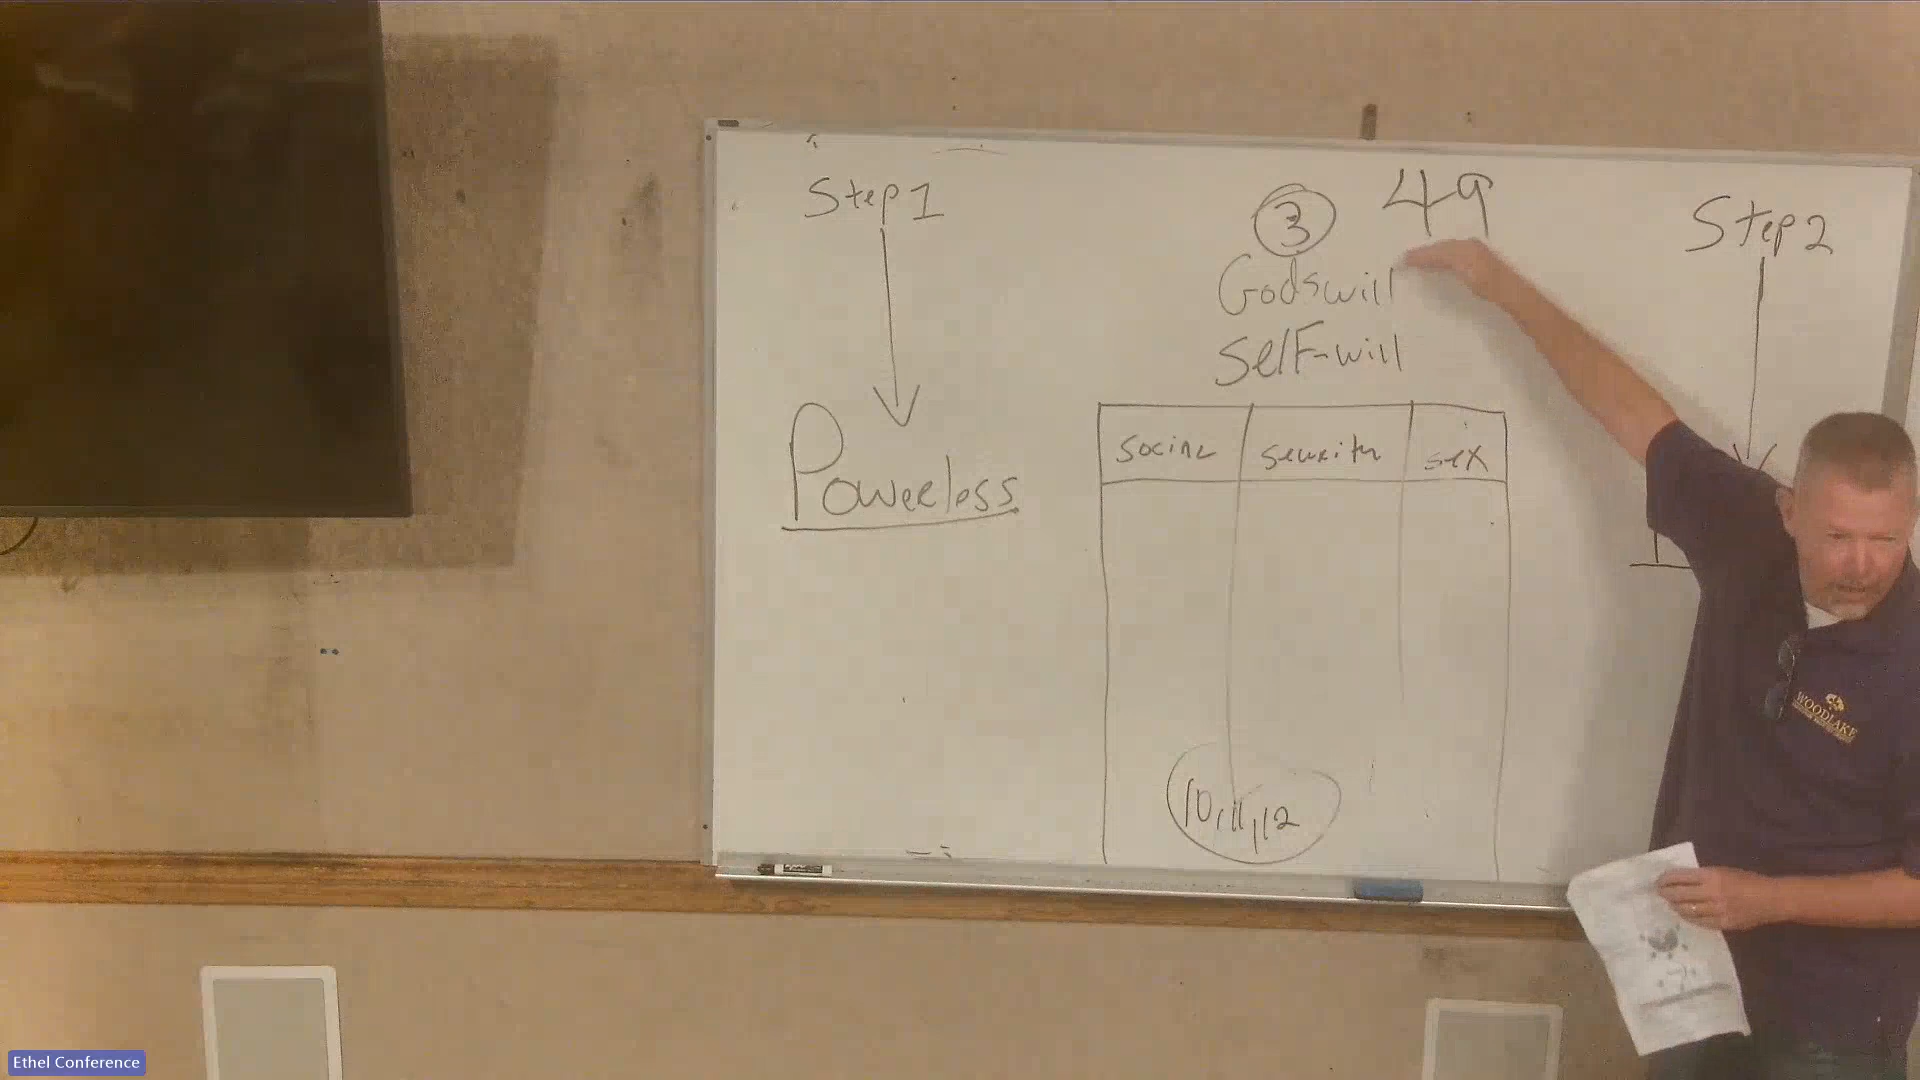 Step 1
Powerless
3 49
Godswill
Self-will
social security sex
10,11,12
Step 2
WOODLAKE
Ethel Conference